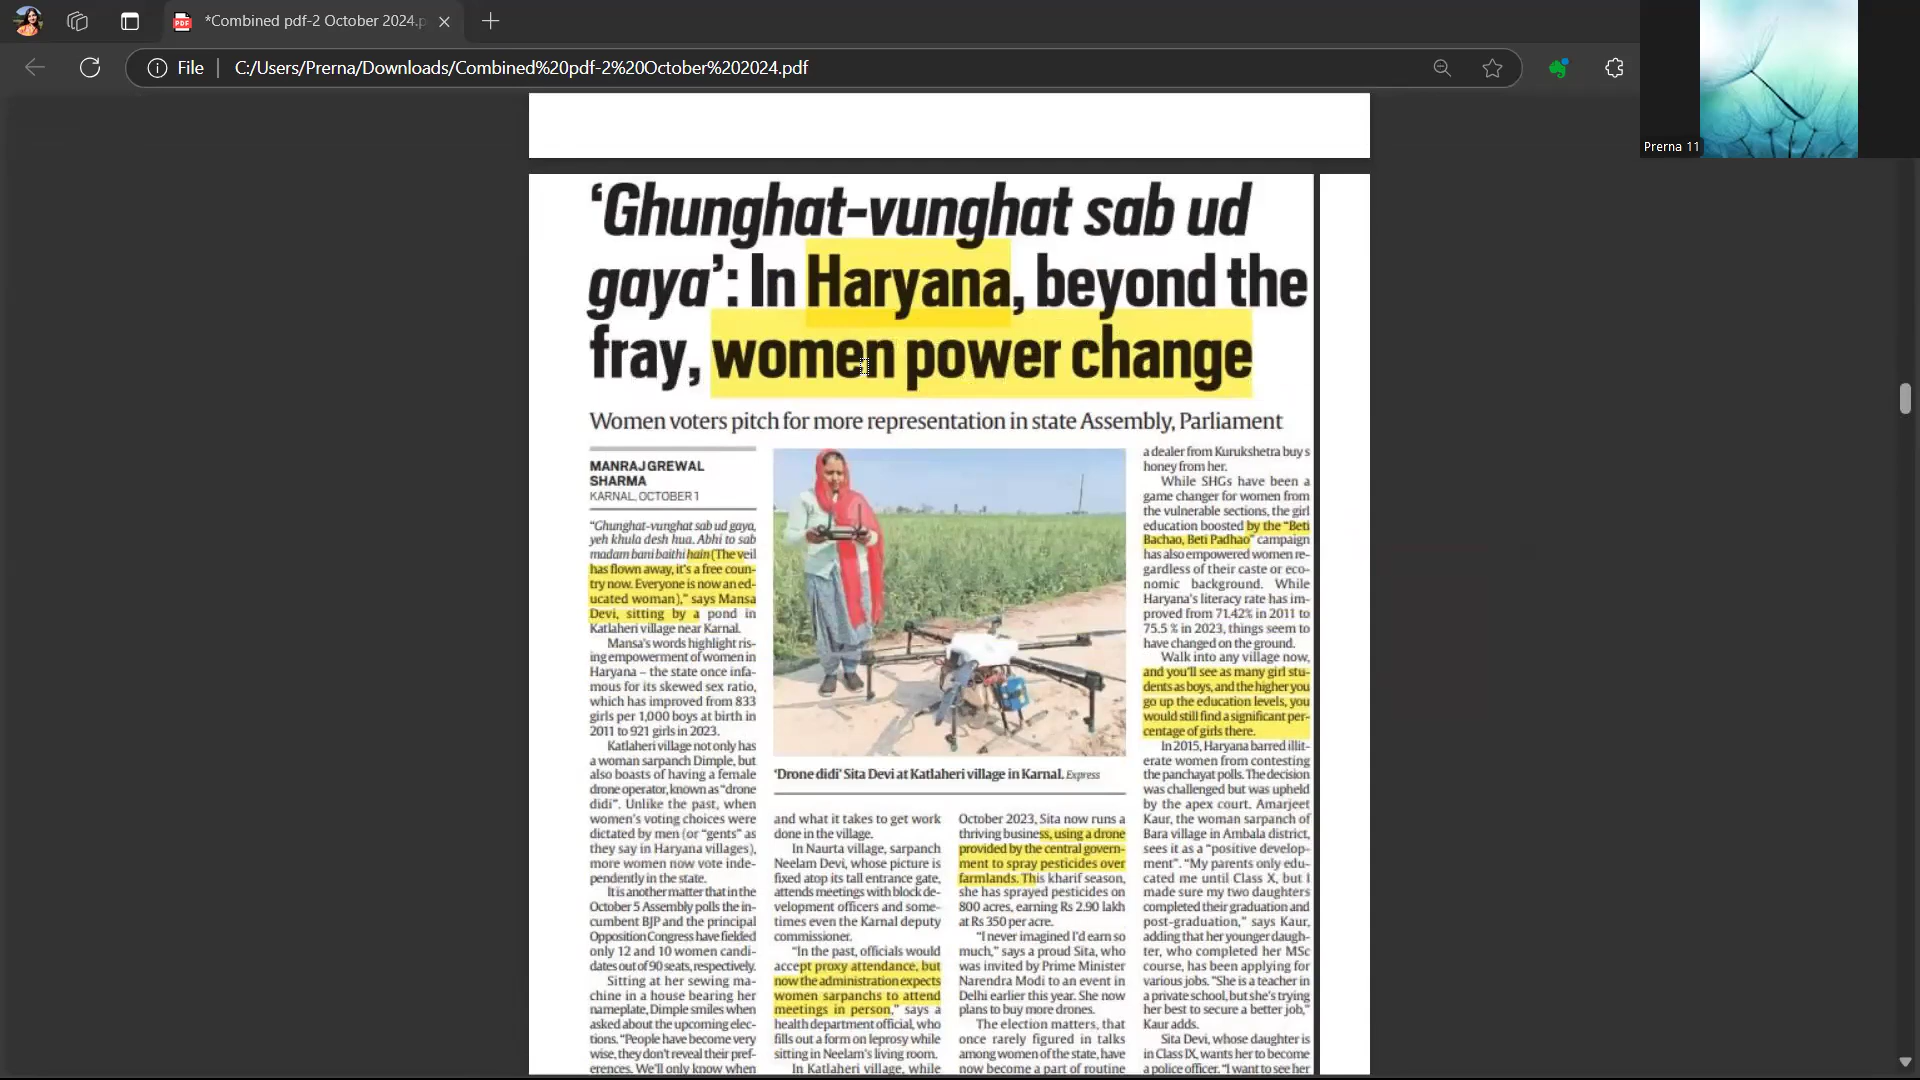 *Combined pdf-2 October 2024.p
File
C:/Users/Prerna/Downloads/Combined%20pdf-2%20October%202024.pdf
Prerna 11
‘Ghunghat-vunghat sab ud
gaya’: In Haryana, beyond the
fray, women power change
Women voters pitch for more representation in state Assembly, Parliament
MANRAJ GREWAL
SHARMA
KARNAL, OCTOBER 1
“Ghunghat-vunghat sab ud gaya,
yeh khula desh hua. Abhi to sab
madam bani baithi hain (The veil
has flown away, it’s a free coun-
try now. Everyone is now an ed-
ucated woman),” says Mansa
Devi, sitting by a pond in
Katlaheri village near Karnal.
Mansa’s words highlight ris-
ing empowerment of women in
Haryana – the state once infa-
mous for its skewed sex ratio,
which has improved from 833
girls per 1,000 boys at birth in
2011 to 921 girls in 2023.
Katlaheri village not only has
a woman sarpanch Dimple, but
also boasts of having a female
drone operator, known as “drone
didi”. Unlike the past, when
women’s voting choices were
dictated by men (or “gents” as
they say in Haryana villages),
more women now vote inde-
pendently in the state.
It is another matter that in the
October 5 Assembly polls the in-
cumbent BJP and the principal
Opposition Congress have fielded
only 12 and 10 women candi-
dates out of 90 seats, respectively.
Sitting at her sewing ma-
chine in a house bearing her
nameplate, Dimple smiles when
asked about the upcoming elec-
tions. “People have become very
wise, they don’t reveal their pref-
erences. We’ll only know when
‘Drone didi’ Sita Devi at Katlaheri village in Karnal. Express
and what it takes to get work
done in the village.
In Naurta village, sarpanch
Neelam Devi, whose picture is
fixed atop its tall entrance gate,
attends meetings with block de-
velopment officers and some-
times even the Karnal deputy
commissioner.
“In the past, officials would
accept proxy attendance, but
now the administration expects
women sarpanchs to attend
meetings in person,” says a
health department official, who
fills out a form on leprosy while
sitting in Neelam’s living room.
In Katlaheri village, while
October 2023, Sita now runs a
thriving business, using a drone
provided by the central govern-
ment to spray pesticides over
farmlands. This kharif season,
she has sprayed pesticides on
800 acres, earning Rs 2.90 lakh
at Rs 350 per acre.
“I never imagined I’d earn so
much,” says a proud Sita, who
was invited by Prime Minister
Narendra Modi to an event in
Delhi earlier this year. She now
plans to buy more drones.
The election matters, that
once rarely figured in talks
among women of the state, have
now become a part of routine
a dealer from Kurukshetra buys
honey from her.
While SHGs have been a
game changer for women from
the vulnerable sections, the girl
education boosted by the “Beti
Bachao, Beti Padhao” campaign
has also empowered women re-
gardless of their caste or eco-
nomic background. While
Haryana’s literacy rate has im-
proved from 71.42% in 2011 to
75.5 % in 2023, things seem to
have changed on the ground.
Walk into any village now,
and you’ll see as many girl stu-
dents as boys, and the higher you
go up the education levels, you
would still find a significant per-
centage of girls there.
In 2015, Haryana barred illit-
erate women from contesting
the panchayat polls. The decision
was challenged but was upheld
by the apex court. Amarjeet
Kaur, the woman sarpanch of
Bara village in Ambala district,
sees it as a “positive develop-
ment”. “My parents only edu-
cated me until Class X, but I
made sure my two daughters
completed their graduation and
post-graduation,” says Kaur,
adding that her younger daugh-
ter, who completed her MSc
course, has been applying for
various jobs. “She is a teacher in
a private school, but she’s trying
her best to secure a better job,”
Kaur adds.
Sita Devi, whose daughter is
in Class IX, wants her to become
a police officer. “I want to see her